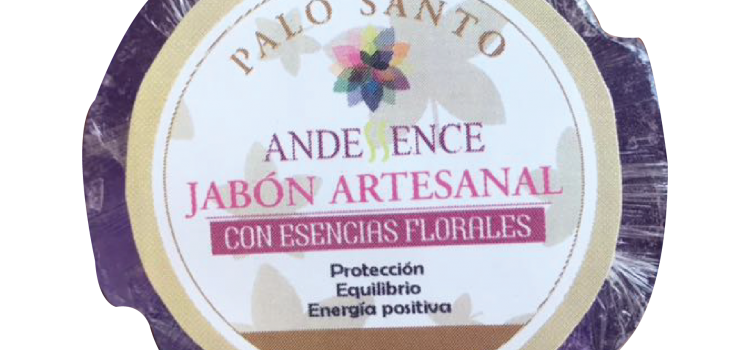 PALO SANTO
ANDESSENCE
JABÓN ARTESANAL
CON ESENCIAS FLORALES
Protección
Equilibrio
Energía positiva